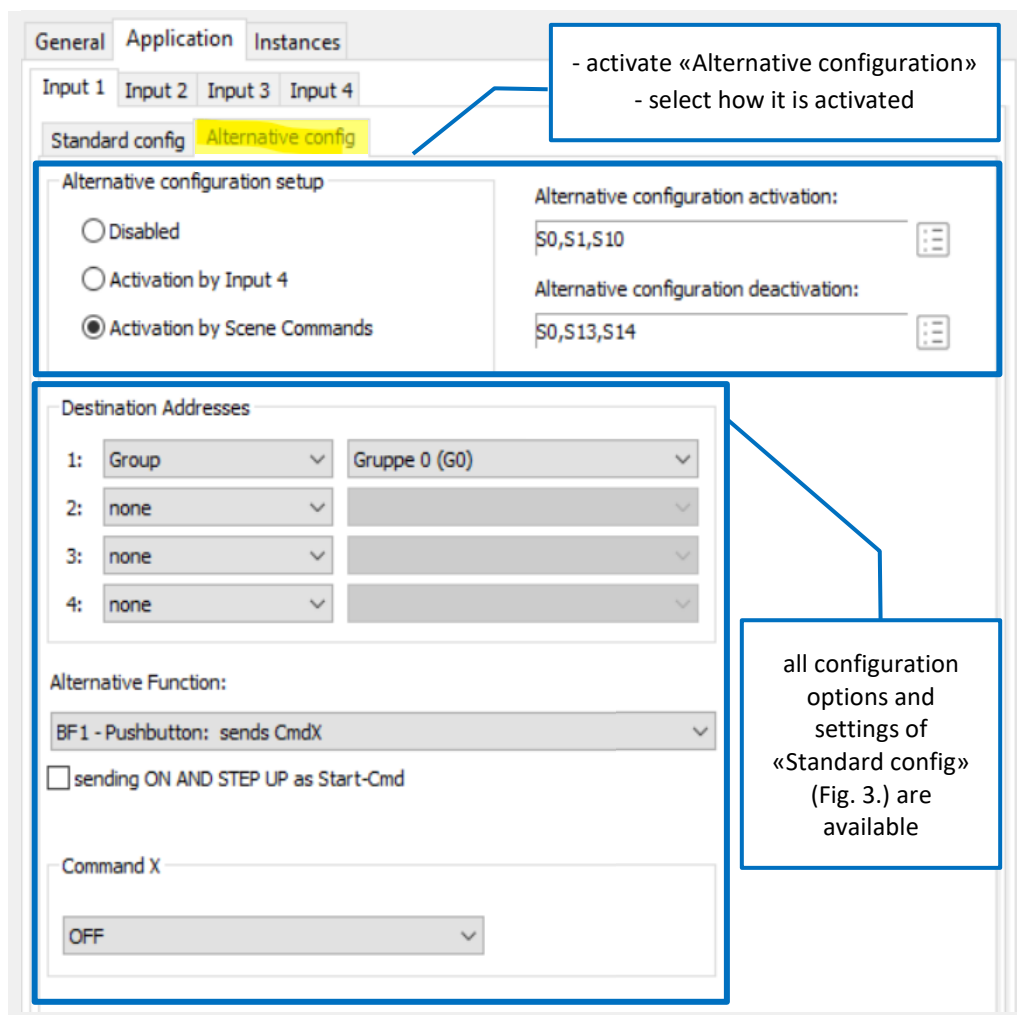 General Application Instances
- activate «Alternative configuration»
- select how it is activated
Input 1 Input 2 Input 3 Input 4
Standard config Alternative config
Alternative configuration setup
Disabled
Activation by Input 4
Activation by Scene Commands
Alternative configuration activation:
S0,S1,S10
Alternative configuration deactivation:
S0,S13,S14
Destination Addresses
1: Group Gruppe 0 (G0)
2: none
3: none
4: none
Alternative Function:
BF1 - Pushbutton: sends CmdX
sending ON AND STEP UP as Start-Cmd
Command X
OFF
all configuration
options and
settings of
«Standard config»
(Fig. 3.) are
available